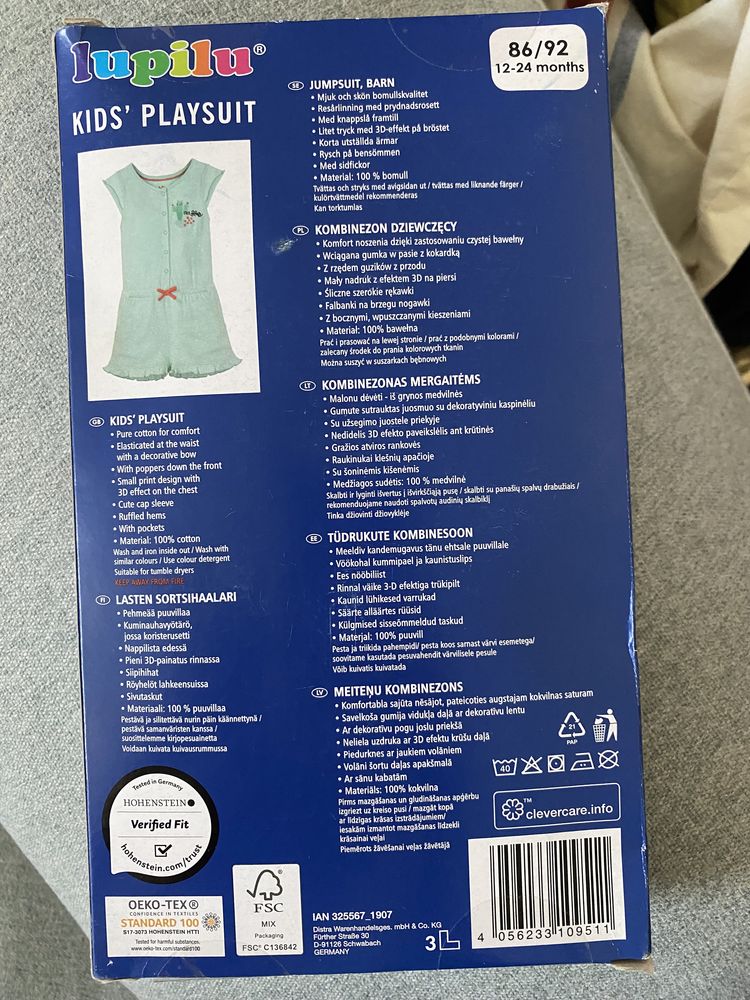 lupilu®
KIDS' PLAYSUIT
86/92
12-24 months
SE JUMPSUIT, BARN
• Mjuk och skön bomullskvalitet
• Resårlinning med prydnadsrosett
• Med knappslå framtill
• Litet tryck med 3D-effekt på bröstet
• Korta utställda ärmar
• Rysch på bensömmen
• Med sidfickor
• Material: 100 % bomull
Tvättas och stryks med avigsidan ut / tvättas med liknande färger /
kulörtvättmedel rekommenderas
Kan torktumlas
PL KOMBINEZON DZIEWCZĘCY
• Komfort noszenia dzięki zastosowaniu czystej bawełny
• Wciągana gumka w pasie z kokardką
• Z rzędem guzików z przodu
• Mały nadruk z efektem 3D na piersi
• Śliczne szerokie rękawki
• Falbanki na brzegu nogawki
• Z bocznymi, wpuszczanymi kieszeniami
• Material: 100% bawełna
Prać i prasować na lewej stronie / prać z podobnymi kolorami /
zalecany środek do prania kolorowych tkanin
Można suszyć w suszarkach bębnowych
LT KOMBINEZONAS MERGAITĖMS
• Malonu dėvėti - iš grynos medvilnės
• Gumute sutrauktas juosmuo su dekoratyviniu kaspinėliu
• Su užsegimo juostele priekyje
• Nedidelis 3D efekto paveikslėlis ant krūtinės
• Gražios atviros rankovės
• Raukinukai klešnių apačioje
• Su šoninėmis kišenėmis
• Medžiagos sudėtis: 100 % medvilnė
Skalbti ir lyginti išvertus į išvirkščiąją pusę / skalbti su panašių spalvų drabužiais /
rekomenduojame naudoti spalvotų audinių skalbiklį
Tinka džiovinti džiovyklėje
EE TÜDRUKUTE KOMBINESOON
• Meeldiv kandemugavus tänu ehtsale puuvillale
• Vöökohal kummipael ja kaunistuslips
• Ees nööbiliist
• Rinnal väike 3-D efektiga trükipilt
• Kaunid lühikesed varrukad
• Säärte allääartes rüüsid
• Külgmised sisseõmmeldud taskud
• Materjal: 100% puuvill
Pesta ja triikida pahempidi/ pesta koos sarnast värvi esemetega/
soovitame kasutada pesuvahendit värvilisele pesule
Võib kuivatis kuivatada
LV MEITEŅU KOMBINEZONS
• Komfortabla sajūta nēsājot, pateicoties augstajam kokvilnas saturam
• Savelkoša gumija vidukļa daļā ar dekoratīvu lentu
• Ar dekoratīvu pogu joslu priekšā
• Neliela uzdruka ar 3D efektu krūšu daļā
• Piedurknes ar jaukiem volāniem
• Volāni šortu daļas apakšmalā
• Ar sānu kabatām
• Materiāls: 100% kokvilna
Pirms mazgāšanas un gludināšanas apģērbu
izgriezt uz kreiso pusi / mazgāt kopā
ar līdzīgas krāsas izstrādājumiem/
iesakām izmantot mazgāšanas līdzekli
krāsainai veļai
Piemērots žāvēšanai veļas žāvētājā
GB KIDS' PLAYSUIT
• Pure cotton for comfort
• Elasticated at the waist
with a decorative bow
• With poppers down the front
• Small print design with
3D effect on the chest
• Cute cap sleeve
• Ruffled hems
• With pockets
• Material: 100% cotton
Wash and iron inside out / Wash with
similar colours / Use colour detergent
Suitable for tumble dryers
KEEP AWAY FROM FIRE
FI LASTEN SORTSIHAALARI
• Pehmeää puuvillaa
• Kuminauhavyötärö,
jossa koristerusetti
• Nappilista edessä
• Pieni 3D-painatus rinnassa
• Siipihihat
• Röyhelöt lahkeensuissa
• Sivutaskut
• Materiaali: 100 % puuvillaa
Pestävä ja silitettävä nurin päin käännettynä /
pestävä samanväristen kanssa /
suosittelemme kirjopesuainetta
Voidaan kuivata kuivausrummussa
Tested in Germany
HOHENSTEIN
Verified Fit
hohenstein.com/trust
OEKO-TEX®
CONFIDENCE IN TEXTILES
STANDARD 100
S17-3073 HOHENSTEIN HTTI
Tested for harmful substances.
www.oeko-tex.com/standard100
FSC
MIX
Packaging
FSC® C136842
21
PAP
40
™
clevercare.info
IAN 325567_1907
Distra Warenhandelsges. mbH & Co. KG
Fürther Straße 30
D-91126 Schwabach
GERMANY
3L
4 056233 109511